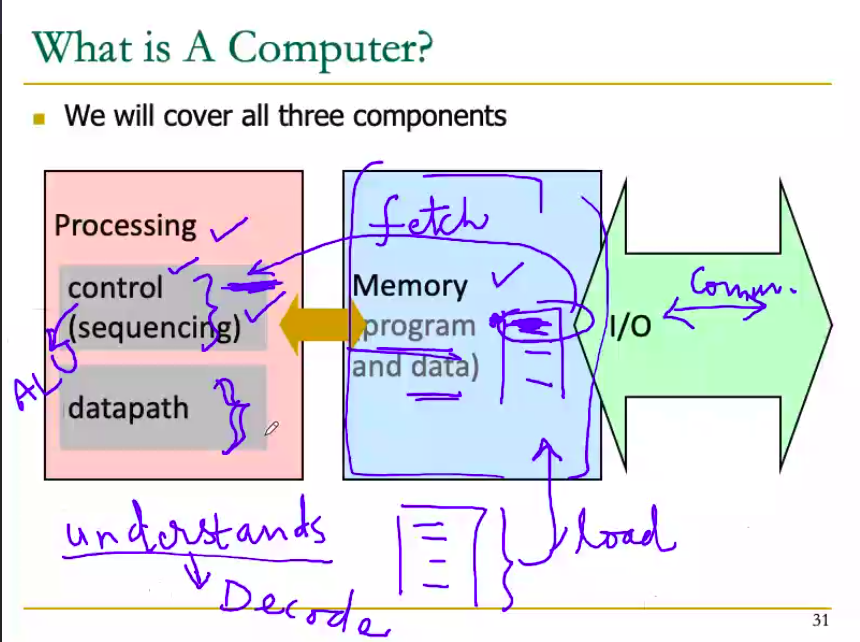 What is A Computer?
We will cover all three components
Processing
control
(sequencing)
datapath
ALU
fetch
Memory
(program
and data)
I/O
Commun.
understands
Decode
load
31